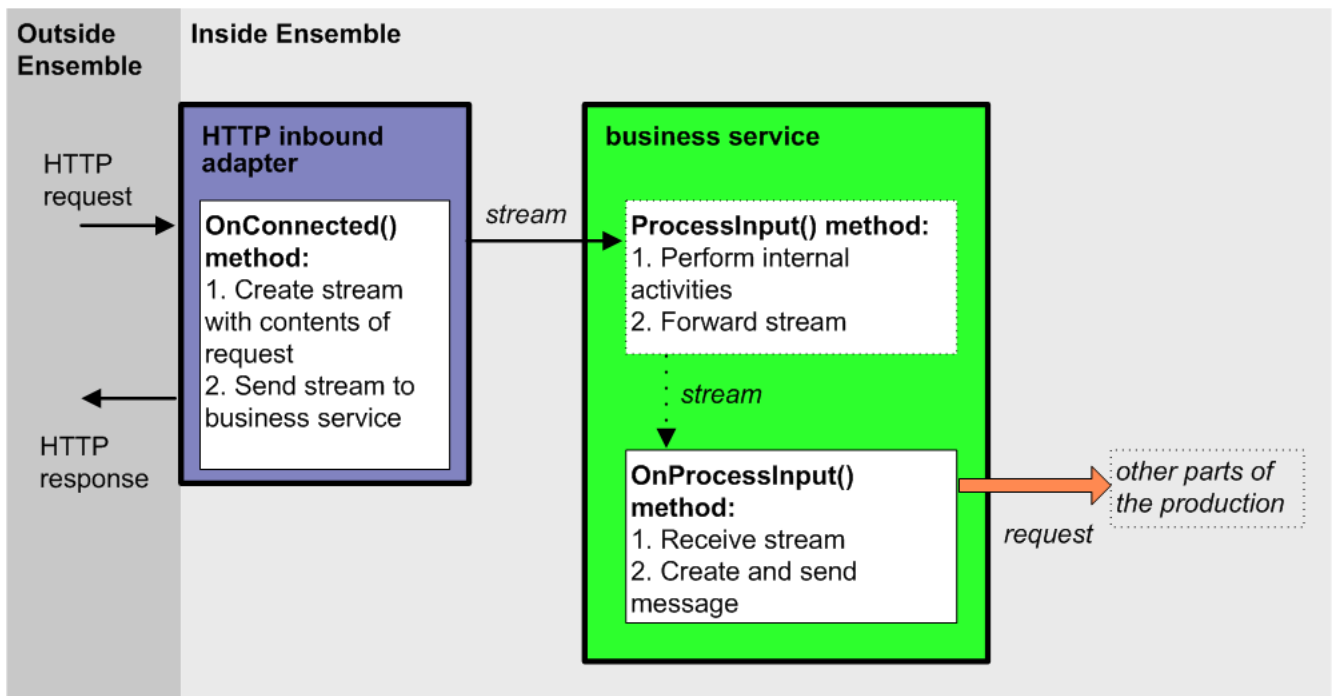 Outside
Ensemble
Inside Ensemble
HTTP
request
HTTP
response
HTTP inbound
adapter
OnConnected()
method:
1. Create stream
with contents of
request
2. Send stream to
business service
stream
business service
ProcessInput() method:
1. Perform internal
activities
2. Forward stream
stream
OnProcessInput()
method:
1. Receive stream
2. Create and send
message
request
other parts of
the production